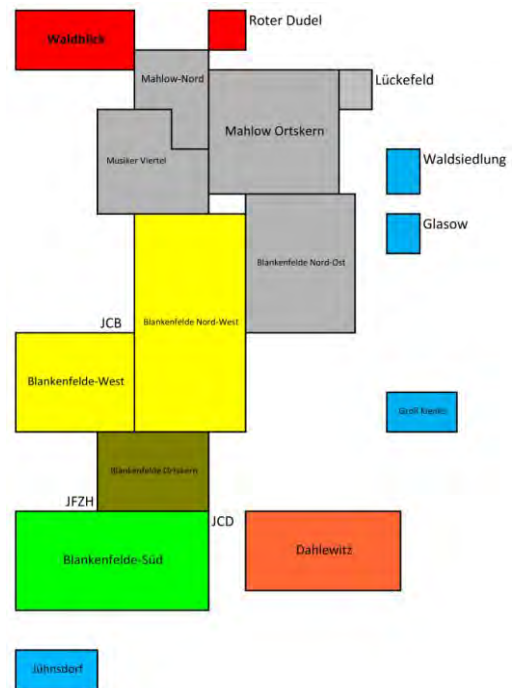 Waldblick
Roter Dudel
Mahlow-Nord
Lückefeld
Mahlow Ortskern
Musiker Viertel
Waldsiedlung
Glasow
Blankenfelde Nord-Ost
JCB
Blankenfelde Nord-West
Blankenfelde-West
Groß Kienitz
Blankenfelde Ortskern
JFZH
JCD
Blankenfelde-Süd
Dahlewitz
Jühnsdorf